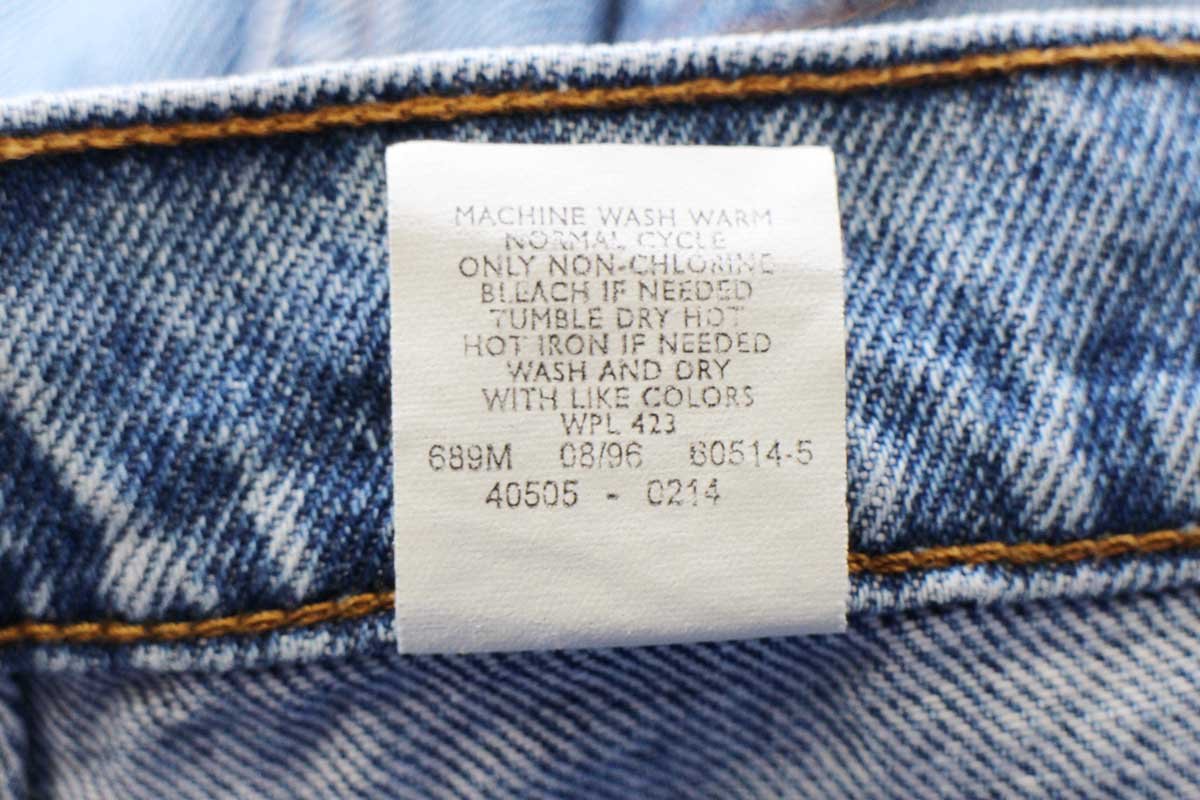 MACHINE WASH WARM
NORMAL CYCLE
ONLY NON-CHLORINE
BLEACH IF NEEDED
TUMBLE DRY HOT
HOT IRON IF NEEDED
WASH AND DRY
WITH LIKE COLORS
WPL 423
689M 08/96 60514-5
40505 - 0214